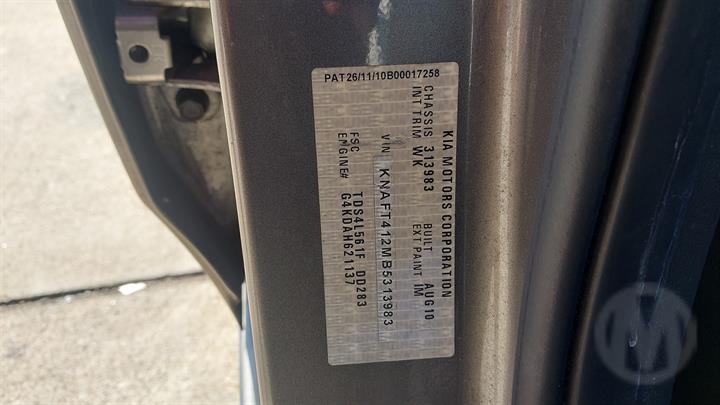 PAT26/11/10B00017258
KIA MOTORS CORPORATION
CHASSIS 313983 BUILT AUG10
INT TRIM WK EXT PAINT IM
VIN KNAFT412MB5313983
FSC TDS4L561F DD283
ENGINE# G4KDAH621137
M
M